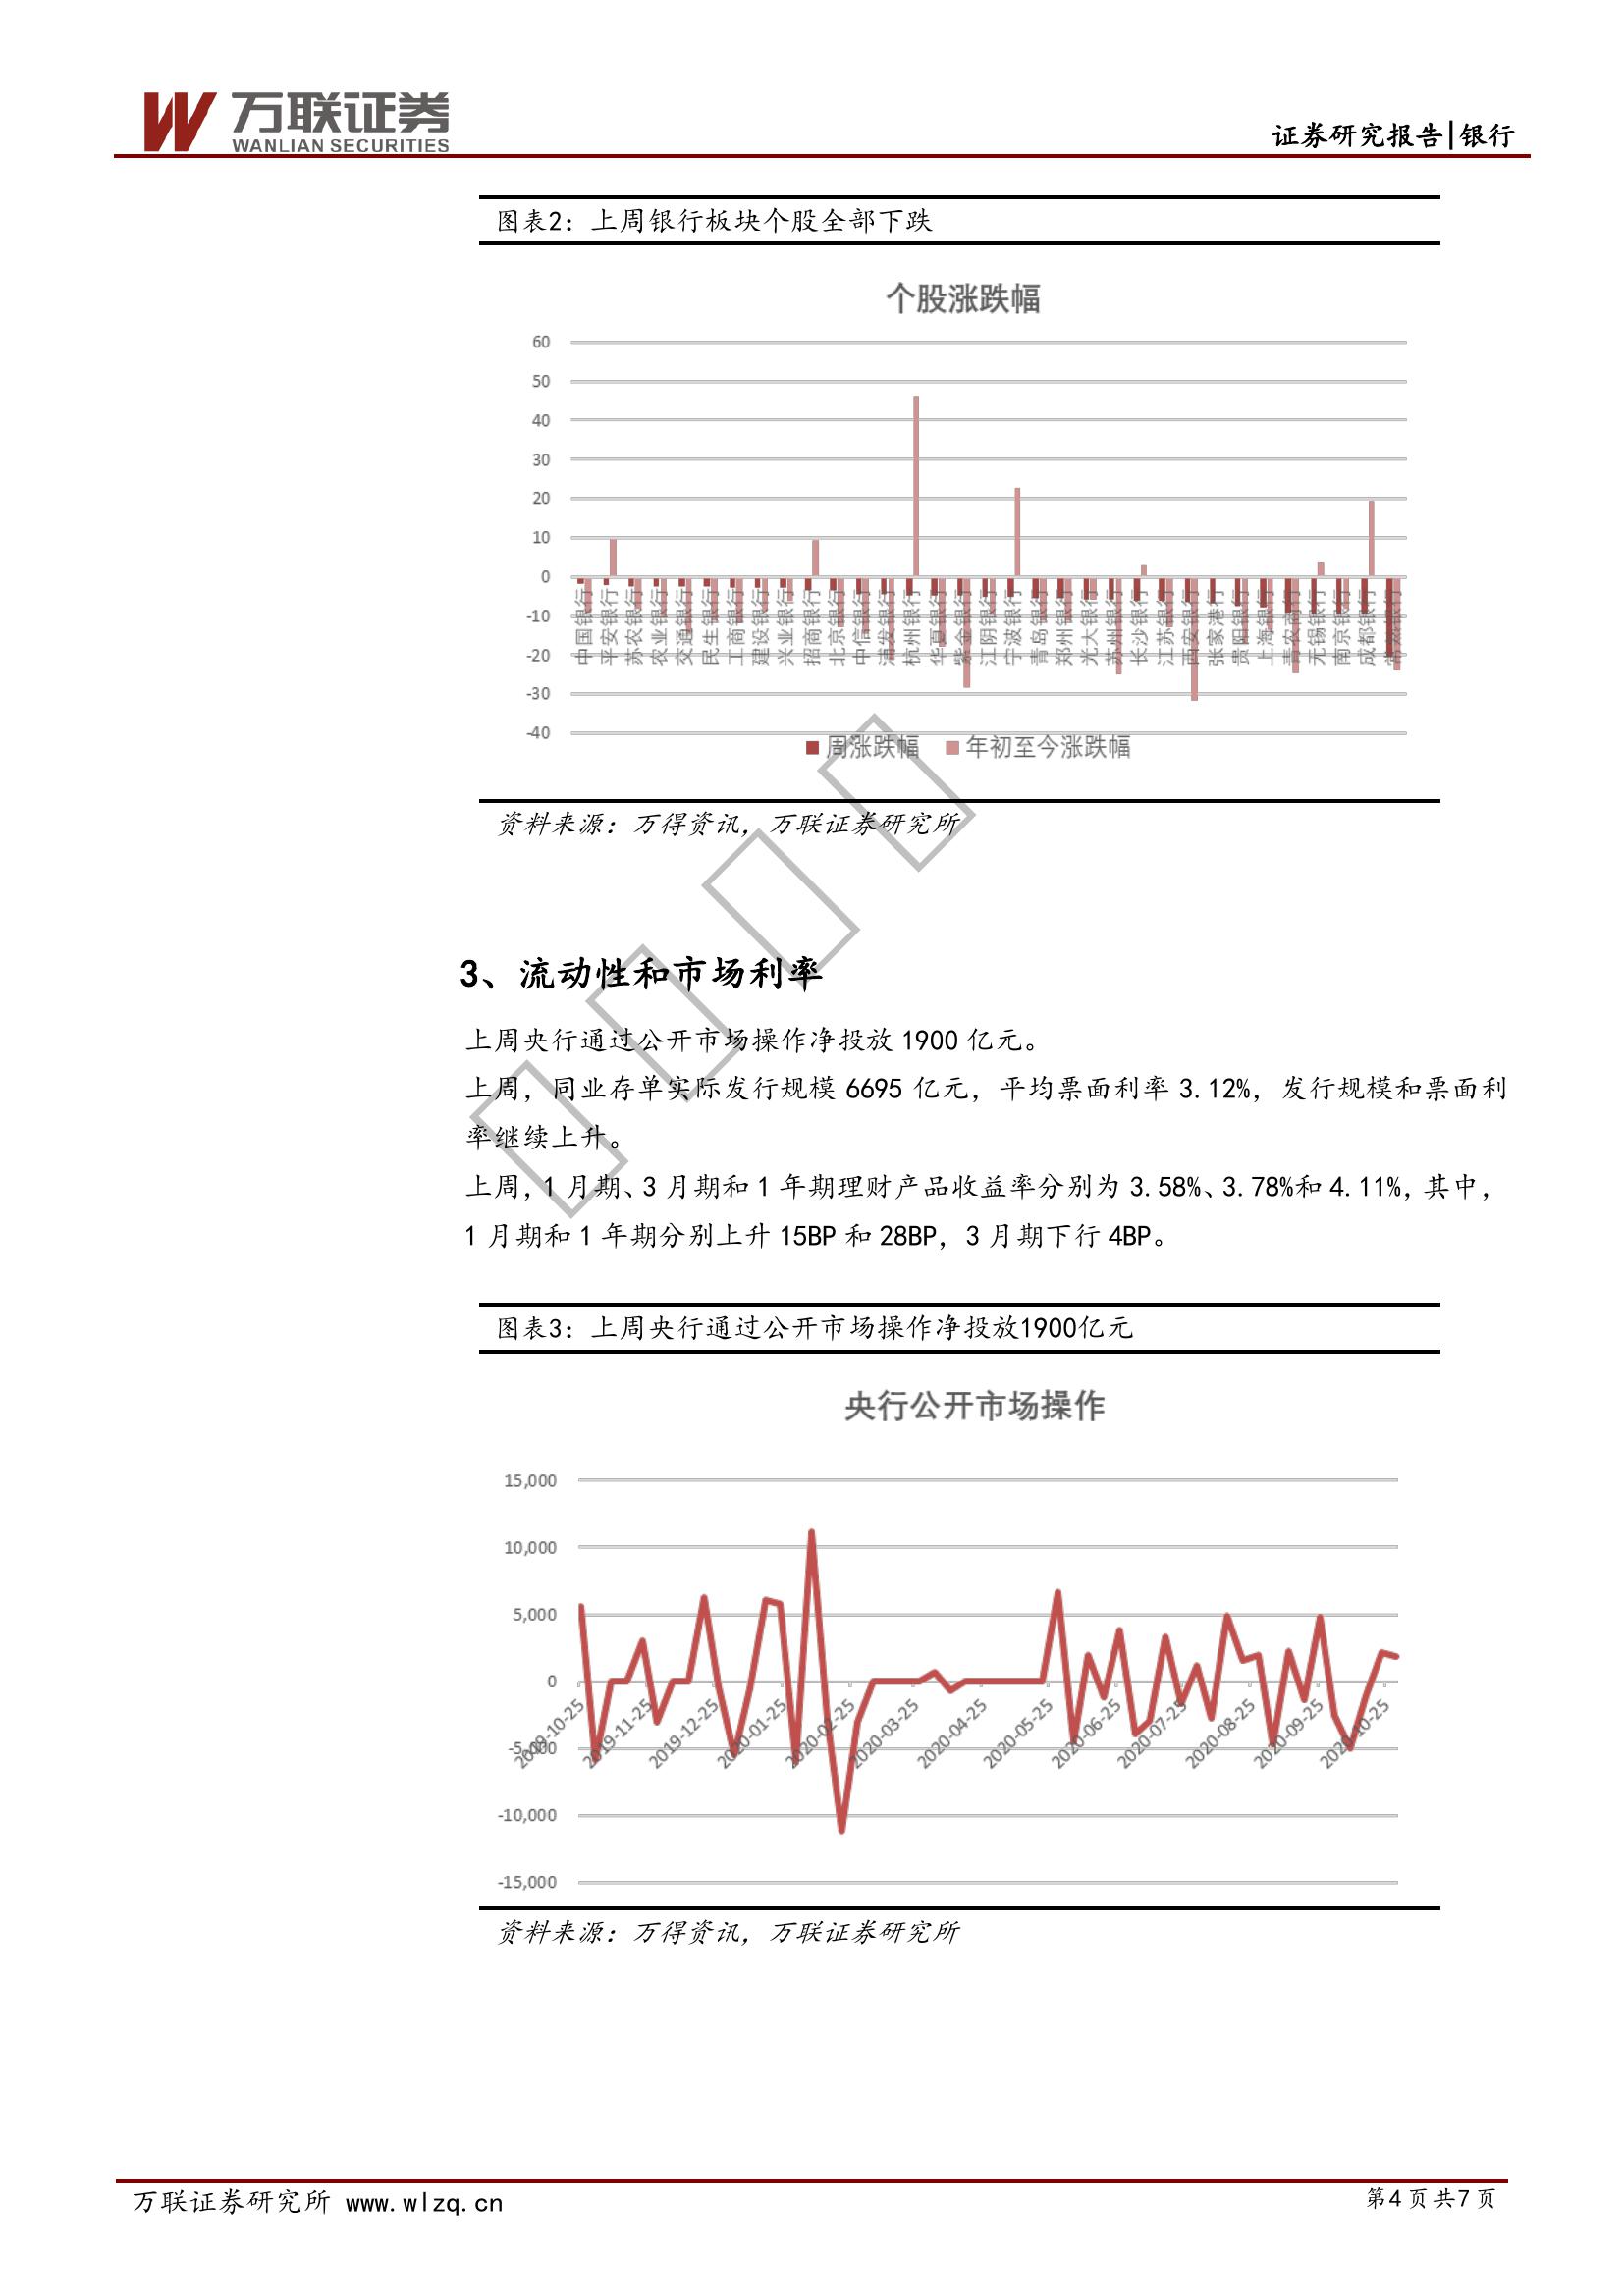 万联证券
WANLIAN SECURITIES
证券研究报告|银行
图表2：上周银行板块个股全部下跌
个股涨跌幅
60
50
40
30
20
10
0
-10
-20
-30
-40
中国银行
平安银行
苏农银行
农业银行
交通银行
民生银行
工商银行
建设银行
兴业银行
招商银行
北京银行
中信银行
浦发银行
杭州银行
华夏银行
紫金银行
江阴银行
宁波银行
青岛银行
郑州银行
光大银行
苏州银行
长沙银行
江苏银行
西安银行
张家港行
贵阳银行
上海银行
青农商行
无锡银行
南京银行
成都银行
周涨跌幅 年初至今涨跌幅
资料来源：万得资讯，万联证券研究所
3、流动性和市场利率
上周央行通过公开市场操作净投放 1900 亿元。
上周，同业存单实际发行规模 6695 亿元，平均票面利率 3.12%，发行规模和票面利
率继续上升。
上周，1 月期、3 月期和 1 年期理财产品收益率分别为 3.58%、3.78%和 4.11%，其中，
1 月期和 1 年期分别上升 15BP 和 28BP，3 月期下行 4BP。
图表3：上周央行通过公开市场操作净投放1900亿元
央行公开市场操作
15,000
10,000
5,000
0
-5,000
-10,000
-15,000
2019-10-25
2019-11-25
2019-12-25
2020-01-25
2020-02-25
2020-03-25
2020-04-25
2020-05-25
2020-06-25
2020-07-25
2020-08-25
2020-09-25
2020-10-25
资料来源：万得资讯，万联证券研究所
万联证券研究所 www.wlzq.cn
第 4 页 共 7 页